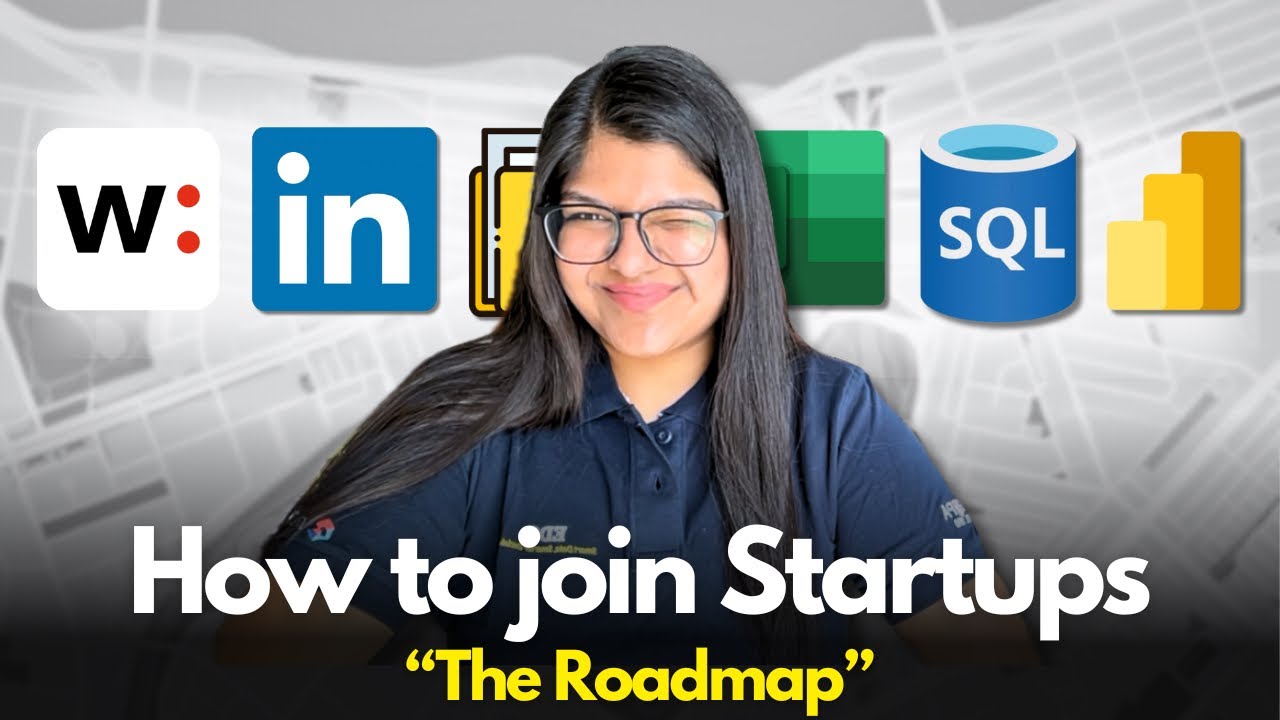 w:
in
SQL
How to join Startups
“The Roadmap”